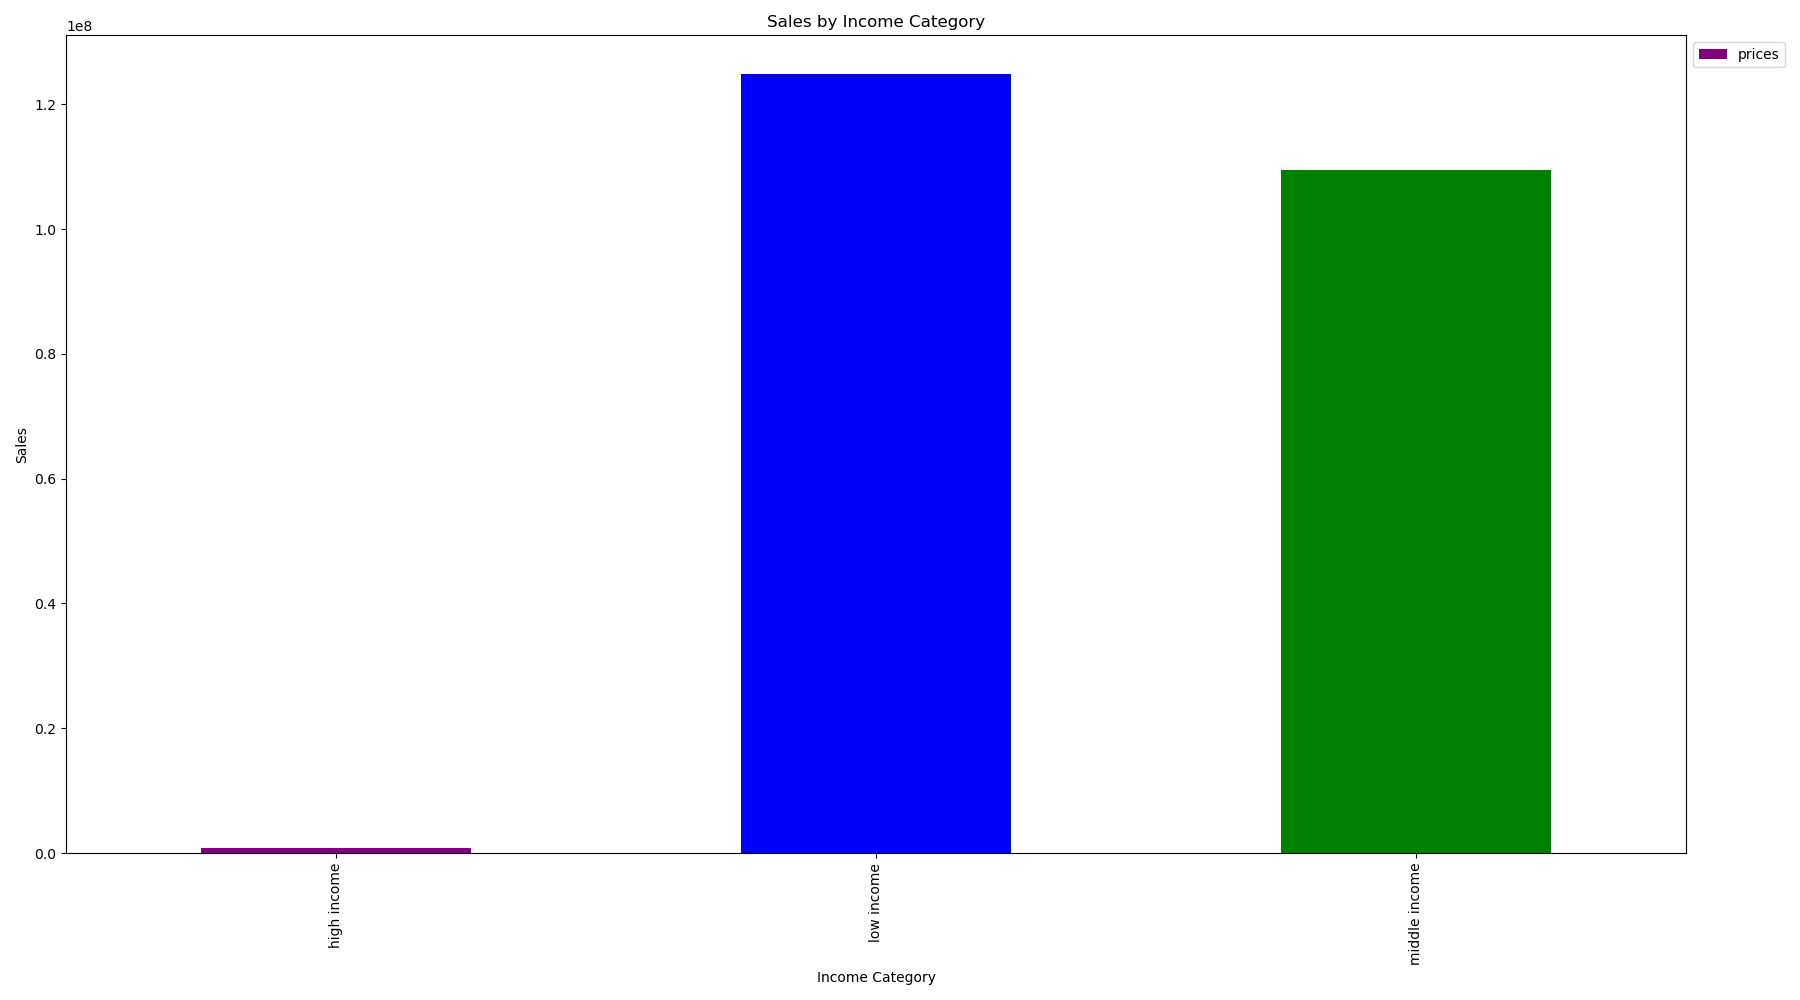 Sales by Income Category
1e8
prices
1.2
1.0
0.8
0.6
0.4
0.2
0.0
Sales
high income
low income
middle income
Income Category